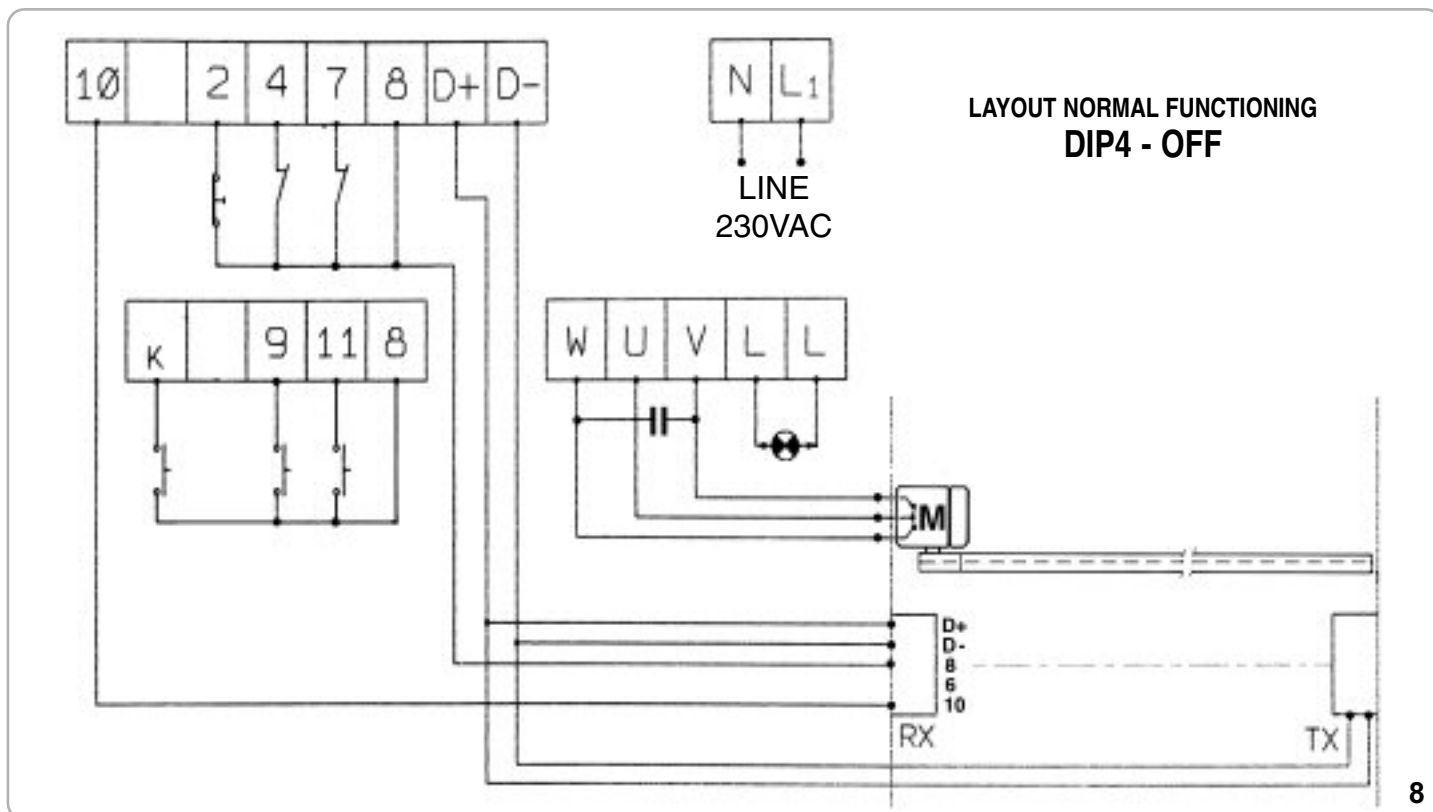 10 2 4 7 8 D+ D-
N L1
LAYOUT NORMAL FUNCTIONING
DIP4 - OFF
LINE
230VAC
K 9 11 8
W U V L L
M
D+
D-
8
6
10
RX
TX
8